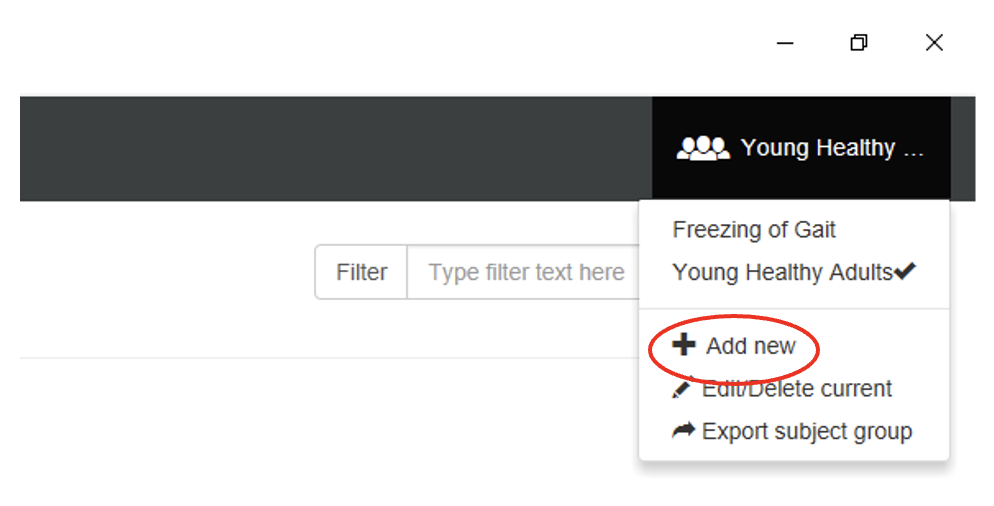 Young Healthy ...
Freezing of Gait
Filter
Type filter text here
Young Healthy Adults
Add new
Edit/Delete current
Export subject group